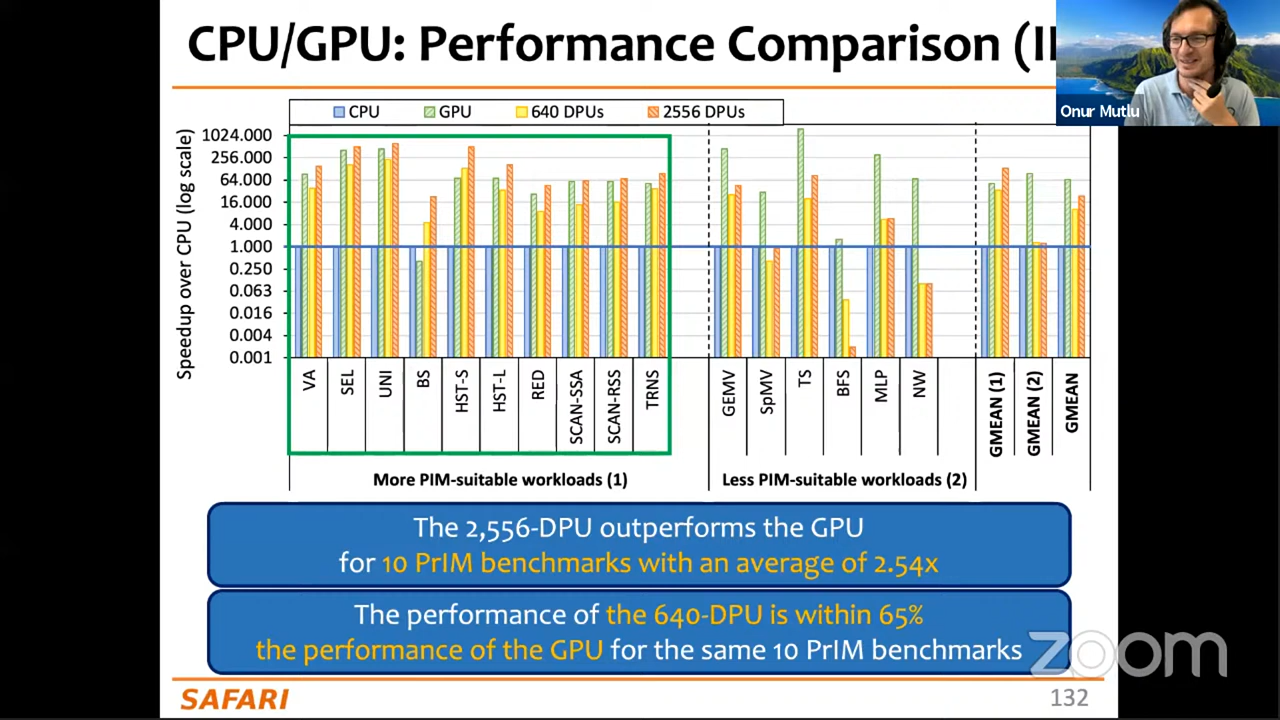 CPU/GPU: Performance Comparison (II
Onur Mutlu
CPU
GPU
640 DPUs
2556 DPUs
Speedup over CPU (log scale)
1024.000
256.000
64.000
16.000
4.000
1.000
0.250
0.063
0.016
0.004
0.001
VA
SEL
UNI
BS
HST-S
HST-L
RED
SCAN-SSA
SCAN-RSS
TRNS
GEMV
SpMV
TS
BFS
MLP
NW
GMEAN (1)
GMEAN (2)
GMEAN
More PIM-suitable workloads (1)
Less PIM-suitable workloads (2)
The 2,556-DPU outperforms the GPU
for 10 PrIM benchmarks with an average of 2.54x
The performance of the 640-DPU is within 65%
the performance of the GPU for the same 10 PrIM benchmarks
zoom
SAFARI
132